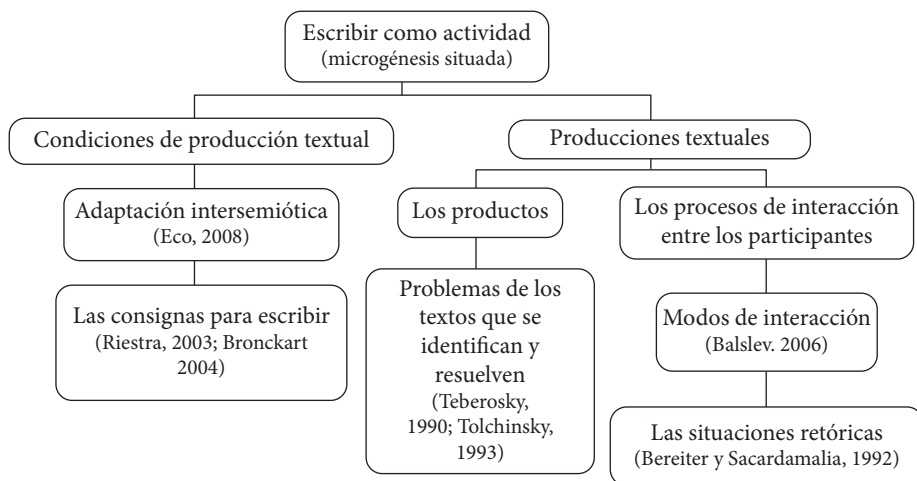 Escribir como actividad
(microgénesis situada)
Condiciones de producción textual
Producciones textuales
Adaptación intersemiótica
(Eco, 2008)
Los productos
Los procesos de interacción
entre los participantes
Las consignas para escribir
(Riestra, 2003; Bronckart
2004)
Problemas de los
textos que se
identifican y
resuelven
(Teberosky,
1990; Tolchinsky,
1993)
Modos de interacción
(Balslev. 2006)
Las situaciones retóricas
(Bereiter y Sacardamalia, 1992)